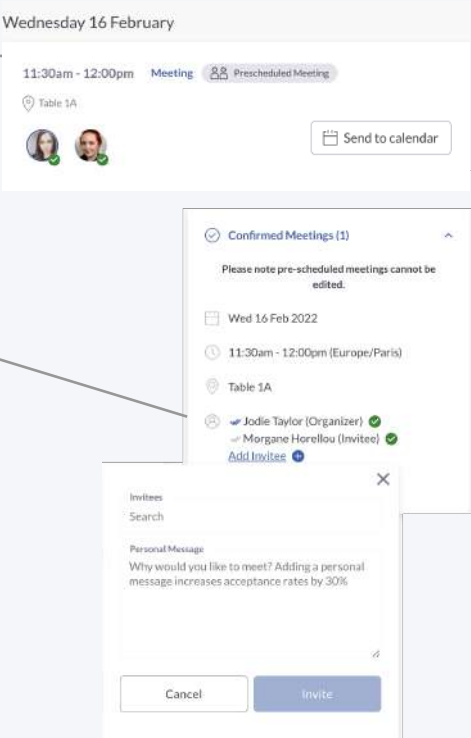 Wednesday 16 February
11:30am - 12:00pm Meeting Prescheduled Meeting
Table 1A
Send to calendar
Confirmed Meetings (1)
Please note pre-scheduled meetings cannot be
edited.
Wed 16 Feb 2022
11:30am - 12:00pm (Europe/Paris)
Table 1A
Jodie Taylor (Organizer)
Morgane Horellou (Invitee)
Add Invitee
Invitees
Search
Personal Message
Why would you like to meet? Adding a personal
message increases acceptance rates by 30%
Cancel
Invite